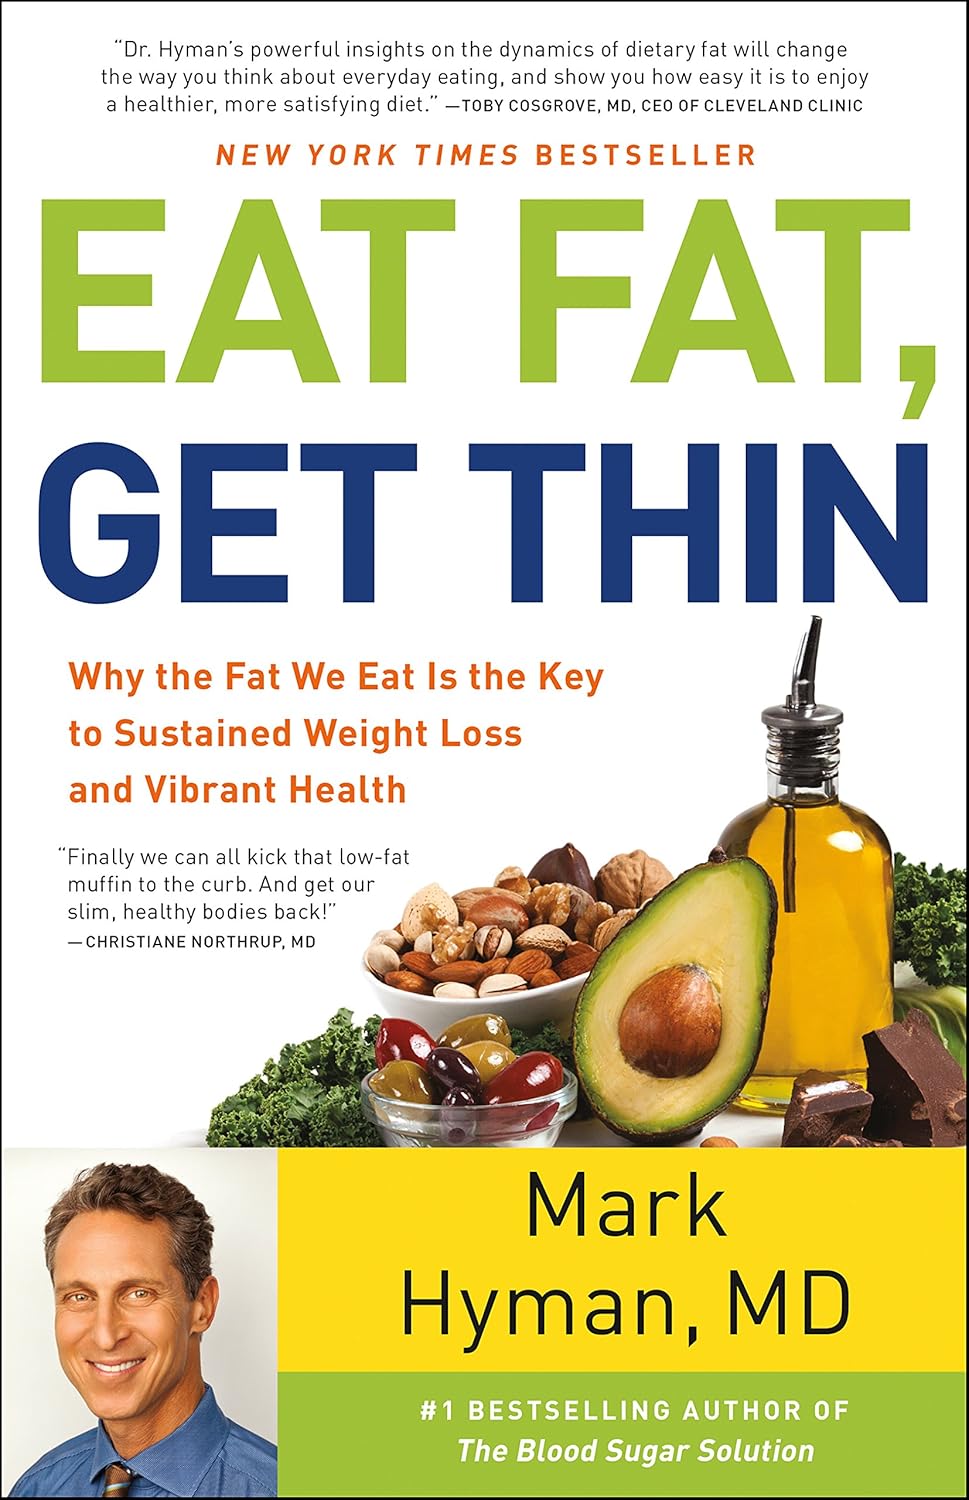 “Dr. Hyman’s powerful insights on the dynamics of dietary fat will change
the way you think about everyday eating, and show you how easy it is to enjoy
a healthier, more satisfying diet.” —TOBY COSGROVE, MD, CEO OF CLEVELAND CLINIC
NEW YORK TIMES BESTSELLER
EAT FAT,
GET THIN
Why the Fat We Eat Is the Key
to Sustained Weight Loss
and Vibrant Health
“Finally we can all kick that low-fat
muffin to the curb. And get our
slim, healthy bodies back!”
—CHRISTIANE NORTHRUP, MD
Mark
Hyman, MD
#1 BESTSELLING AUTHOR OF
The Blood Sugar Solution